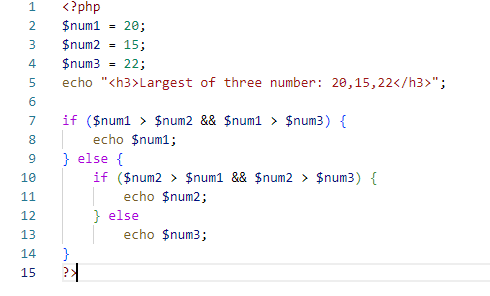 1 <?php
2 $num1 = 20;
3 $num2 = 15;
4 $num3 = 22;
5 echo "<h3>Largest of three number: 20,15,22</h3>";
6
7 if ($num1 > $num2 && $num1 > $num3) {
8     echo $num1;
9 } else {
10     if ($num2 > $num1 && $num2 > $num3) {
11         echo $num2;
12     } else
13         echo $num3;
14 }
15 ?>